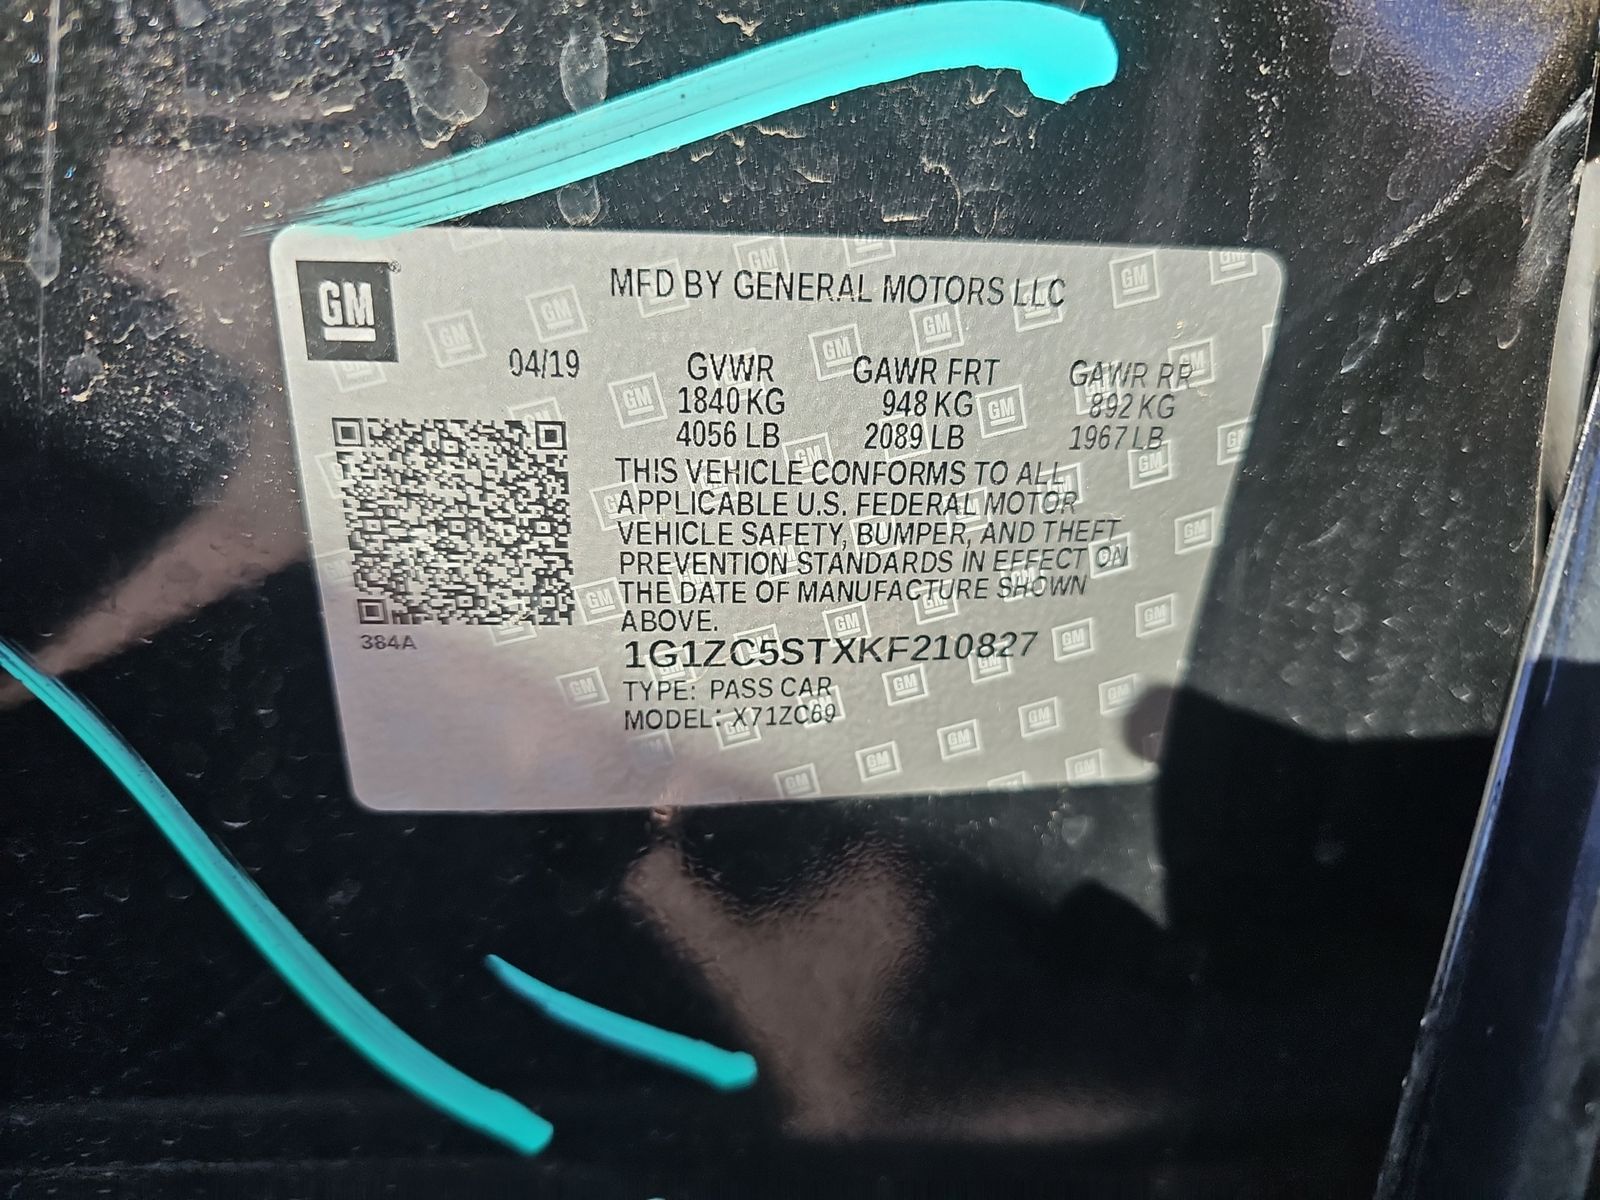 GM
MFD BY GENERAL MOTORS LLC
04/19 GVWR GAWR FRT GAWR RR
1840 KG 948 KG 892 KG
4056 LB 2089 LB 1967 LB
THIS VEHICLE CONFORMS TO ALL
APPLICABLE U.S. FEDERAL MOTOR
VEHICLE SAFETY, BUMPER, AND THEFT
PREVENTION STANDARDS IN EFFECT ON
THE DATE OF MANUFACTURE SHOWN
ABOVE.
384A
1G1ZC5STXKF210827
TYPE: PASS CAR
MODEL: X71ZC69